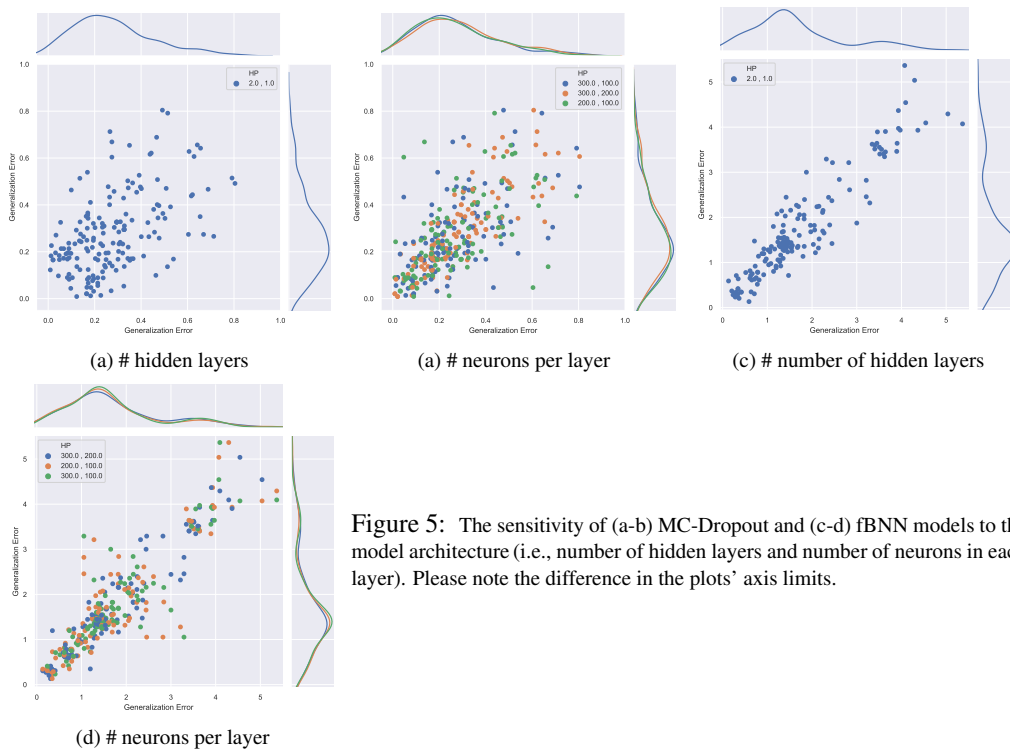 HP
2.0 , 1.0
1.0
0.8
0.6
0.4
0.2
0.0
Generalization Error
0.0 0.2 0.4 0.6 0.8 1.0
Generalization Error
(a) # hidden layers
HP
300.0 , 100.0
300.0 , 200.0
200.0 , 100.0
1.0
0.8
0.6
0.4
0.2
0.0
Generalization Error
0.0 0.2 0.4 0.6 0.8 1.0
Generalization Error
(a) # neurons per layer
HP
2.0 , 1.0
5
4
3
2
1
0
Generalization Error
0 1 2 3 4 5
Generalization Error
(c) # number of hidden layers
HP
300.0 , 200.0
200.0 , 100.0
300.0 , 100.0
5
4
3
2
1
0
Generalization Error
0 1 2 3 4 5
Generalization Error
(d) # neurons per layer
Figure 5: The sensitivity of (a-b) MC-Dropout and (c-d) fBNN models to
model architecture (i.e., number of hidden layers and number of neurons in
layer). Please note the difference in the plots' axis limits.